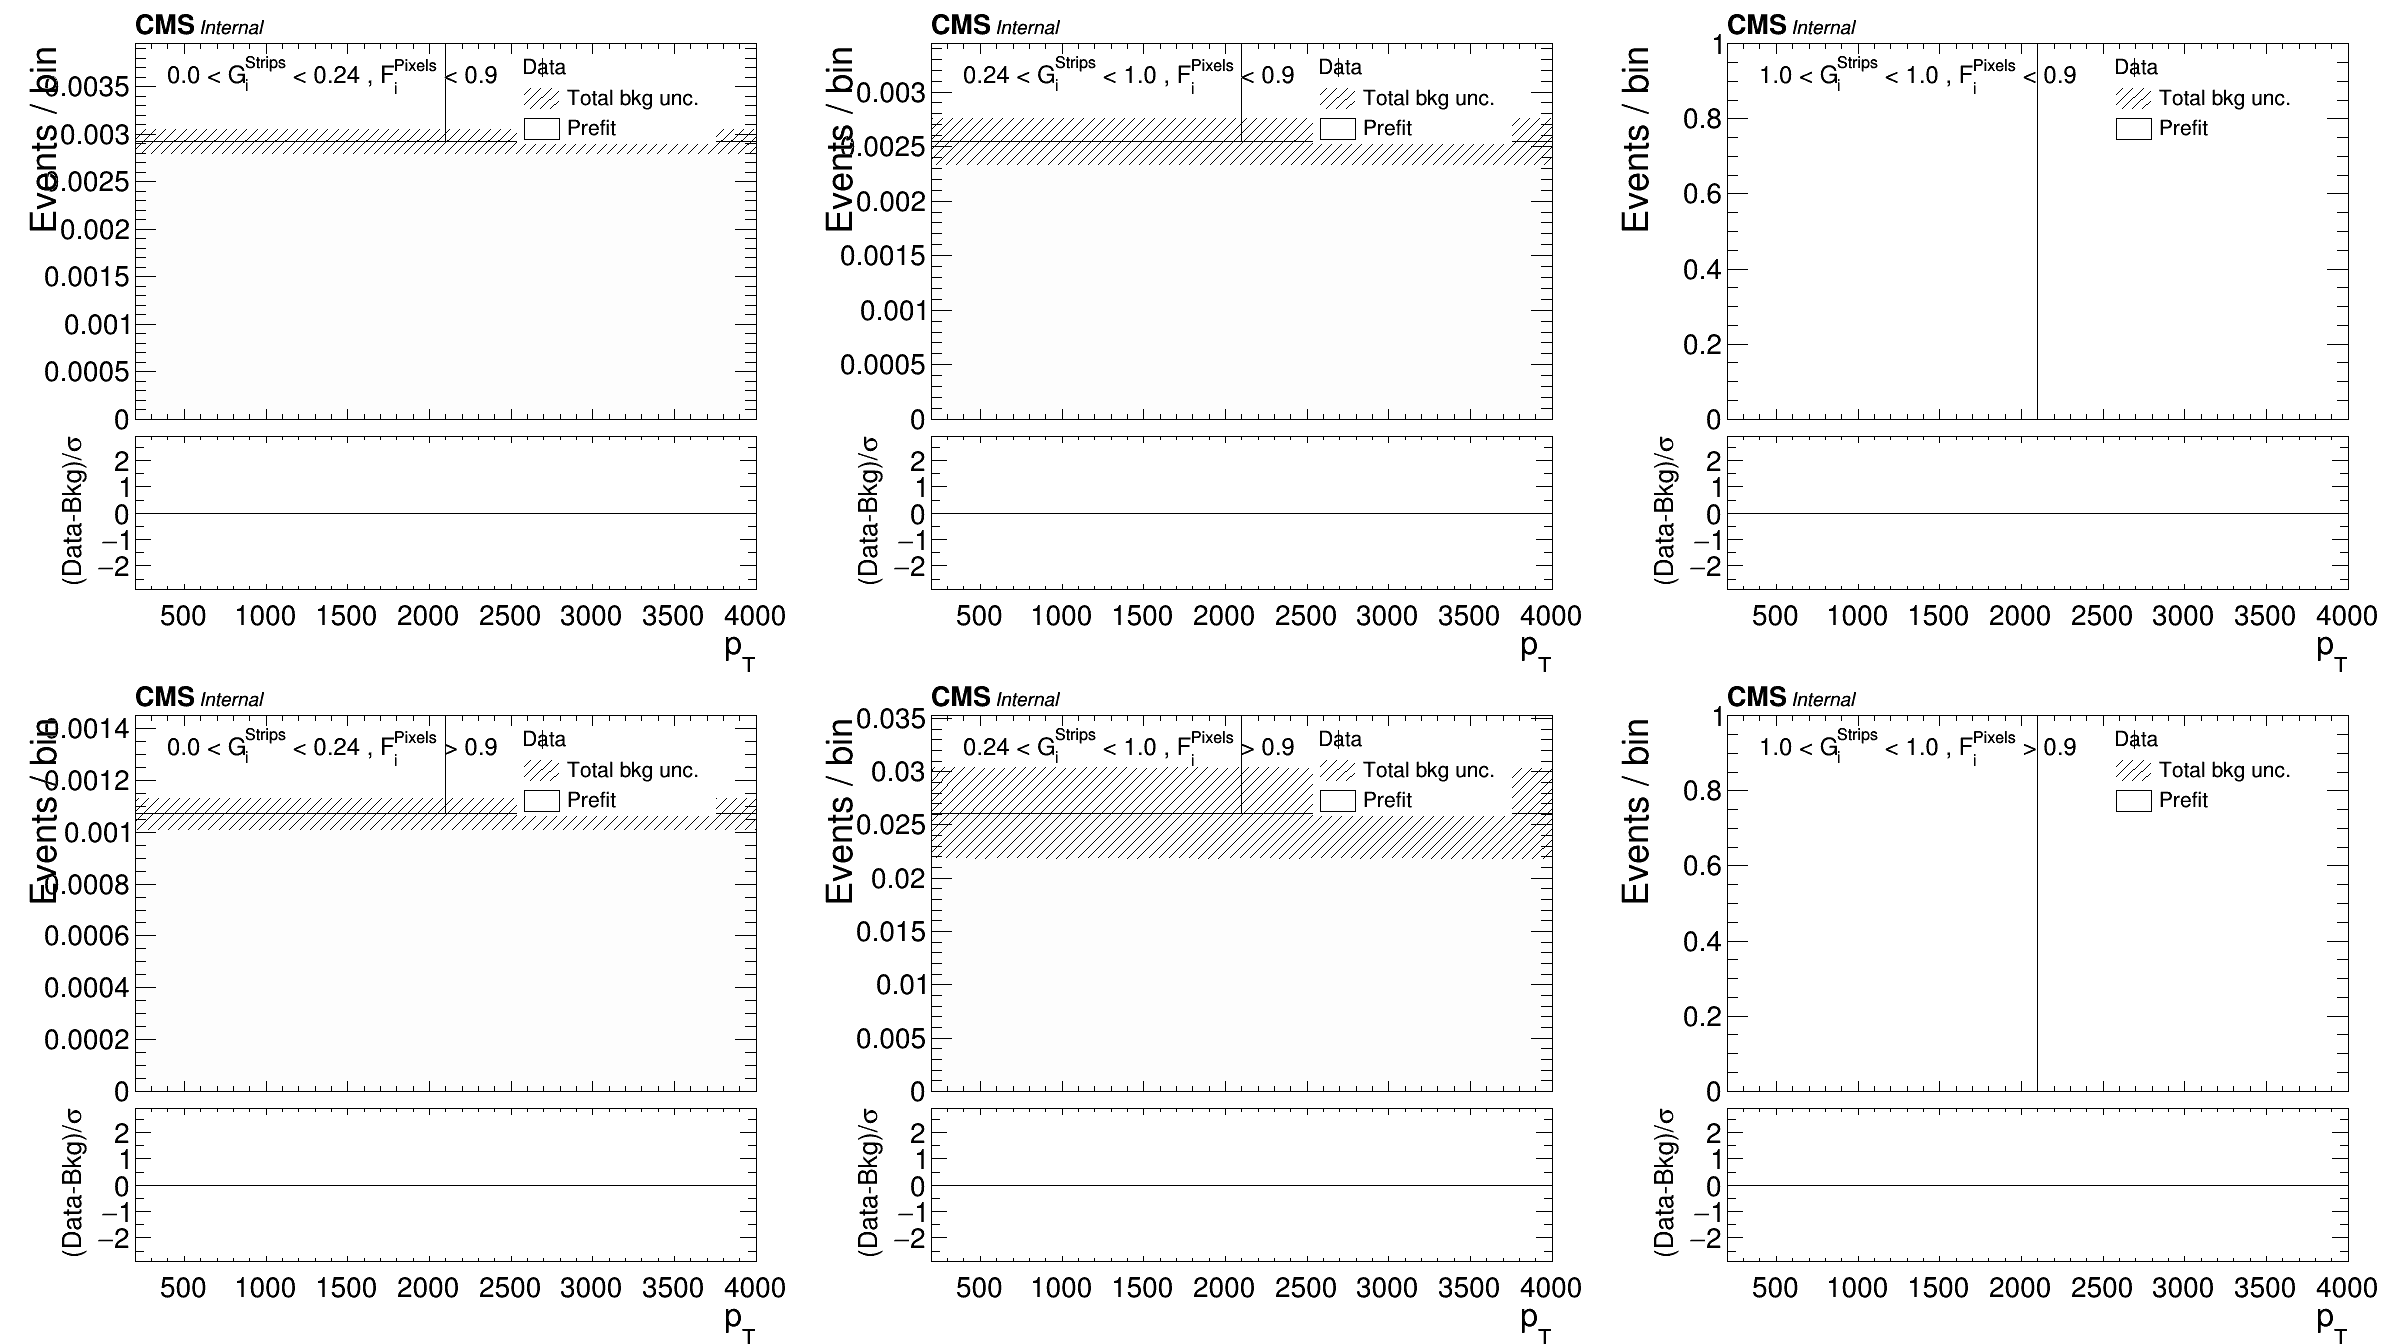 CMS Internal
0.0 < G_i^Strips < 0.24 , F_i^Pixels < 0.9
Data
Total bkg unc.
Prefit
Events / bin
0.0035
0.003
0.0025
0.002
0.0015
0.001
0.0005
0
(Data-Bkg)/σ
2
1
0
−1
−2
500 1000 1500 2000 2500 3000 3500 4000
p_T
CMS Internal
0.24 < G_i^Strips < 1.0 , F_i^Pixels < 0.9
Data
Total bkg unc.
Prefit
Events / bin
0.003
0.0025
0.002
0.0015
0.001
0.0005
0
(Data-Bkg)/σ
2
1
0
−1
−2
500 1000 1500 2000 2500 3000 3500 4000
p_T
CMS Internal
1.0 < G_i^Strips < 1.0 , F_i^Pixels < 0.9
Data
Total bkg unc.
Prefit
Events / bin
1
0.8
0.6
0.4
0.2
0
(Data-Bkg)/σ
2
1
0
−1
−2
500 1000 1500 2000 2500 3000 3500 4000
p_T
CMS Internal
0.0 < G_i^Strips < 0.24 , F_i^Pixels > 0.9
Data
Total bkg unc.
Prefit
Events / bin
0.0014
0.0012
0.001
0.0008
0.0006
0.0004
0.0002
0
(Data-Bkg)/σ
2
1
0
−1
−2
500 1000 1500 2000 2500 3000 3500 4000
p_T
CMS Internal
0.24 < G_i^Strips < 1.0 , F_i^Pixels > 0.9
Data
Total bkg unc.
Prefit
Events / bin
0.035
0.03
0.025
0.02
0.015
0.01
0.005
0
(Data-Bkg)/σ
2
1
0
−1
−2
500 1000 1500 2000 2500 3000 3500 4000
p_T
CMS Internal
1.0 < G_i^Strips < 1.0 , F_i^Pixels > 0.9
Data
Total bkg unc.
Prefit
Events / bin
1
0.8
0.6
0.4
0.2
0
(Data-Bkg)/σ
2
1
0
−1
−2
500 1000 1500 2000 2500 3000 3500 4000
p_T